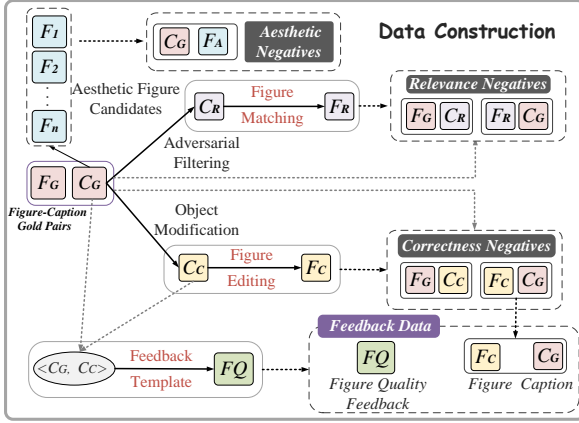 Data Construction
F1
F2
Fn
CG FA
Aesthetic
Negatives
Aesthetic Figure
Candidates
CR
Figure
Matching
FR
Adversarial
Filtering
Relevance Negatives
FG CR FR CG
FG CG
Figure-Caption
Gold Pairs
Object
Modification
CC
Figure
Editing
FC
Correctness Negatives
FG CC FC CG
<CG, CC>
Feedback
Template
FQ
Feedback Data
FQ
Figure Quality
Feedback
FC CG
Figure Caption